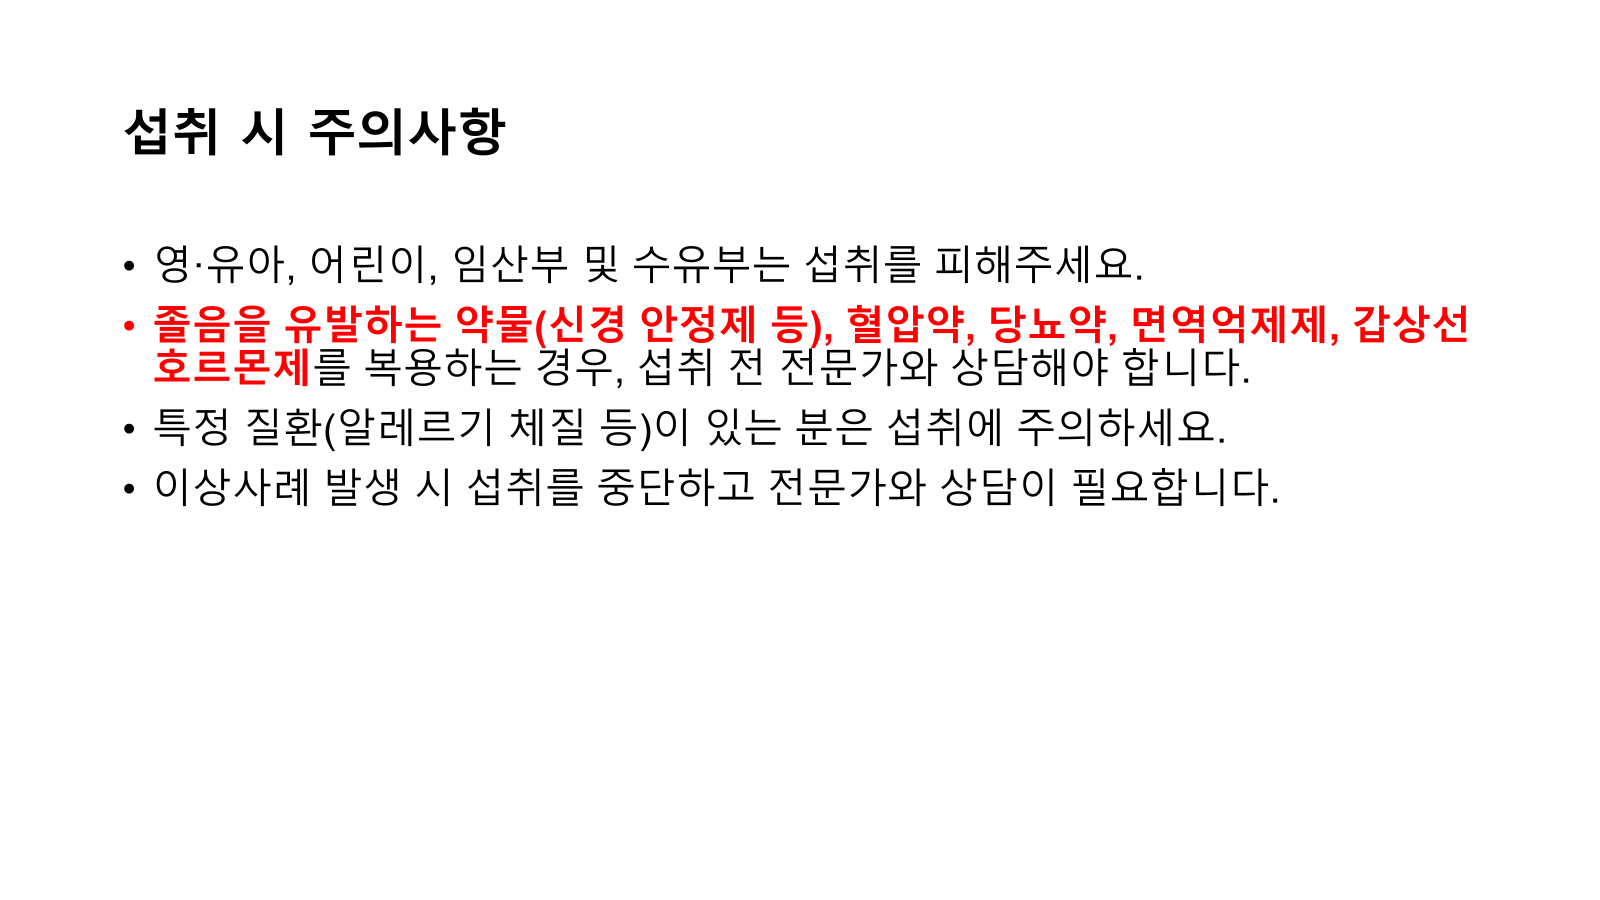 섭취 시 주의사항
• 영·유아, 어린이, 임산부 및 수유부는 섭취를 피해주세요.
• 졸음을 유발하는 약물(신경 안정제 등), 혈압약, 당뇨약, 면역억제제, 갑상선
호르몬제를 복용하는 경우, 섭취 전 전문가와 상담해야 합니다.
• 특정 질환(알레르기 체질 등)이 있는 분은 섭취에 주의하세요.
• 이상사례 발생 시 섭취를 중단하고 전문가와 상담이 필요합니다.